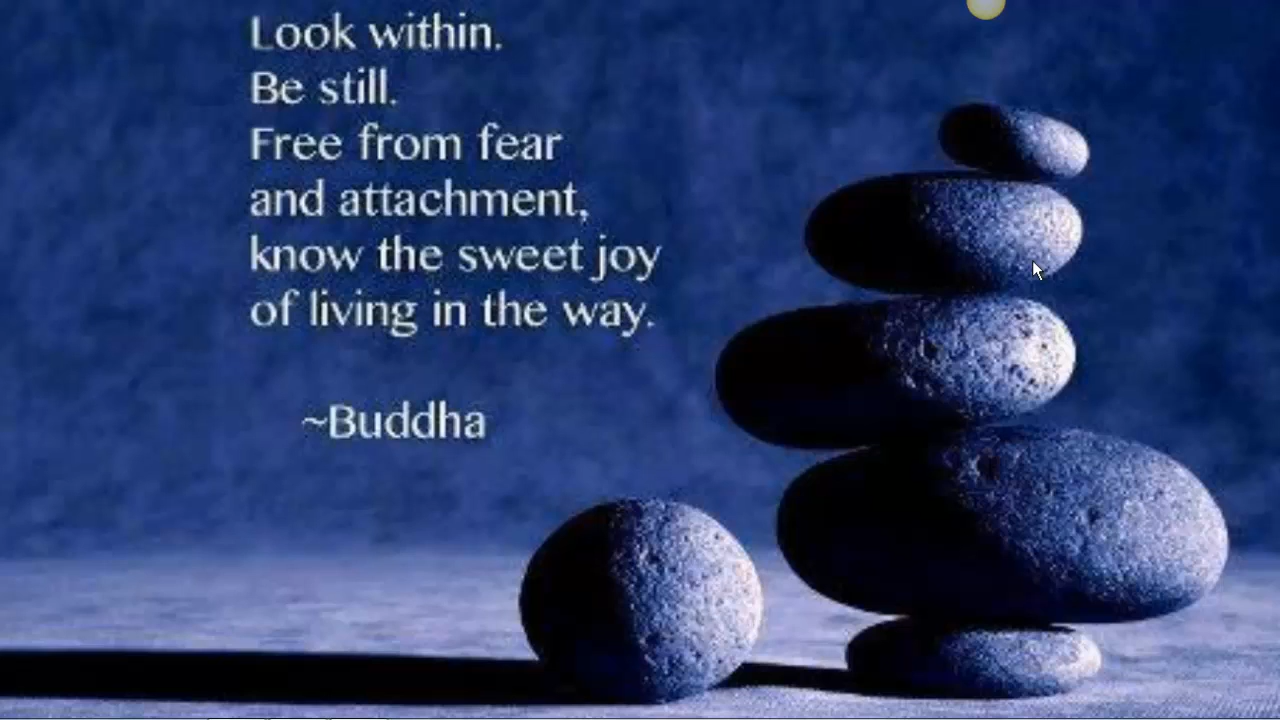 Look within.
Be still.
Free from fear
and attachment,
know the sweet joy
of living in the way.
~Buddha